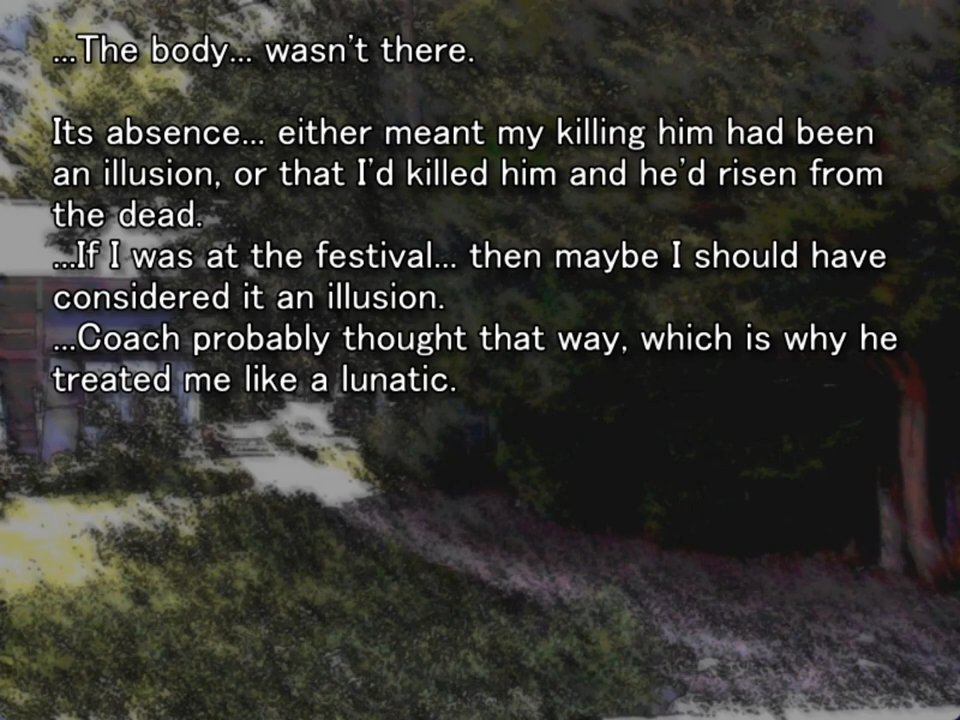 ...The body... wasn't there.
Its absence... either meant my killing him had been
an illusion, or that I'd killed him and he'd risen from
the dead.
...If I was at the festival... then maybe I should have
considered it an illusion.
...Coach probably thought that way, which is why he
treated me like a lunatic.